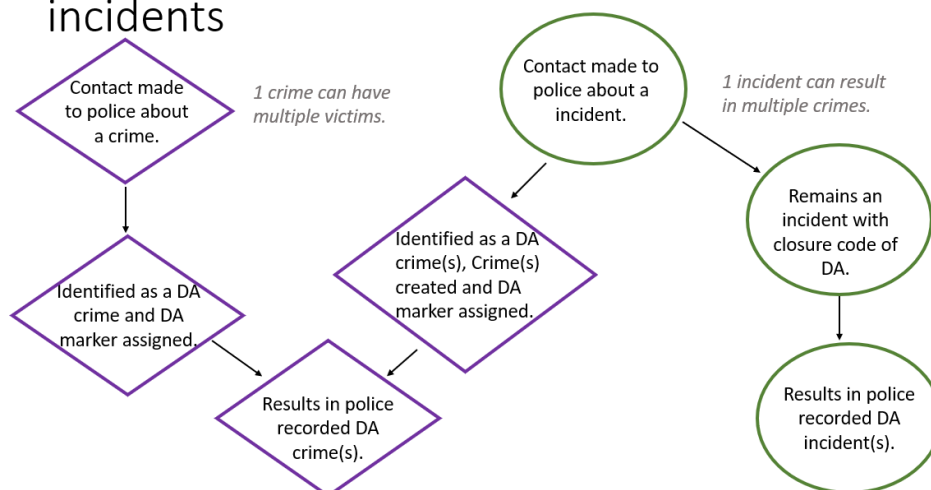 incidents
Contact made
to police about
a crime.
1 crime can have
multiple victims.
Contact made to
police about a
incident.
1 incident can result
in multiple crimes.
Identified as a DA
crime and DA
marker assigned.
Identified as a DA
crime(s), Crime(s)
created and DA
marker assigned.
Remains an
incident with
closure code of
DA.
Results in police
recorded DA
crime(s).
Results in police
recorded DA
incident(s).